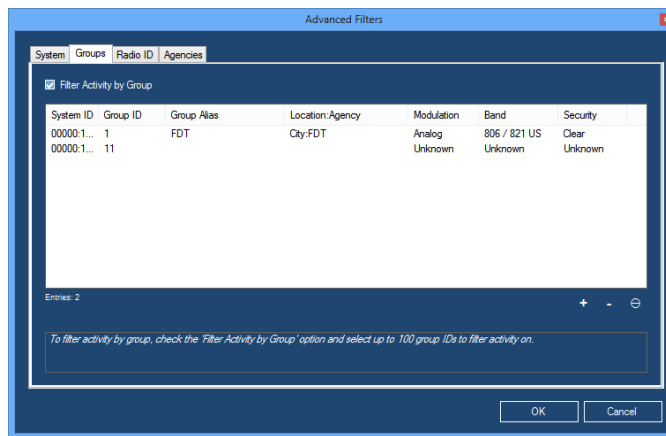 Advanced Filters
System Groups Radio ID Agencies
Filter Activity by Group
System ID Group ID Group Alias Location:Agency Modulation Band Security
00000:1... 1 FDT City:FDT Analog 806 / 821 US Clear
00000:1... 11 Unknown Unknown Unknown
Entries: 2
+ -
To filter activity by group, check the 'Filter Activity by Group' option and select up to 100 group IDs to filter activity on.
OK Cancel